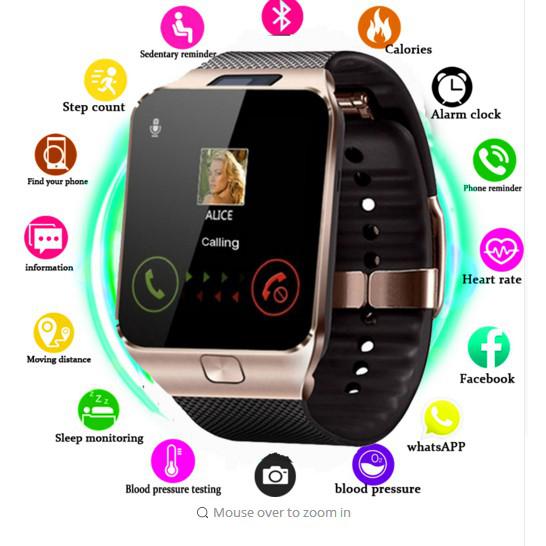 Sedentary reminder
Calories
Step count
Alarm clock
Find your phone
Phone reminder
ALICE
Calling
information
Heart rate
Moving distance
Facebook
Sleep monitoring
whatsAPP
Blood pressure testing
blood pressure
Z Z Z
O2
f
Mouse over to zoom in